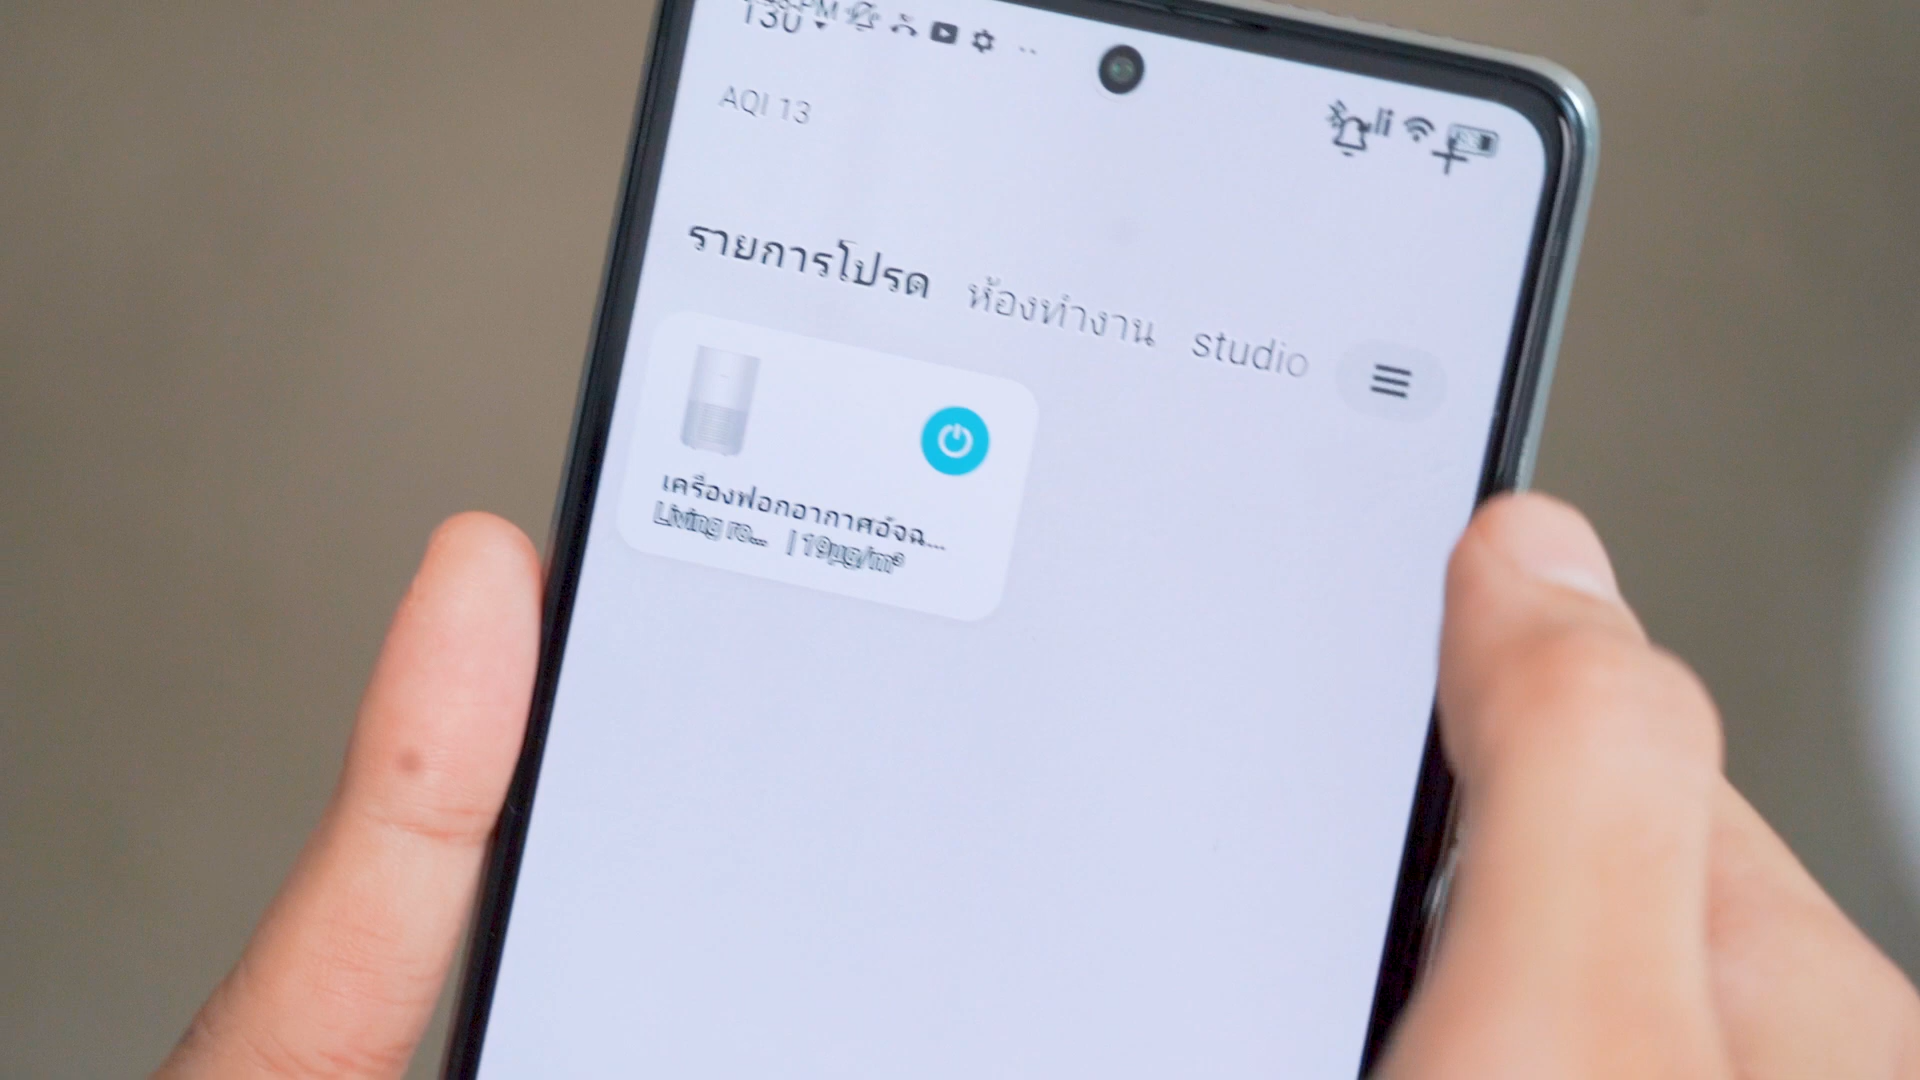 130
AQI 13
รายการโปรด ห้องทำงาน studio
เครื่องฟอกอากาศอัจฉ...
Living ro... | 19µg/m³